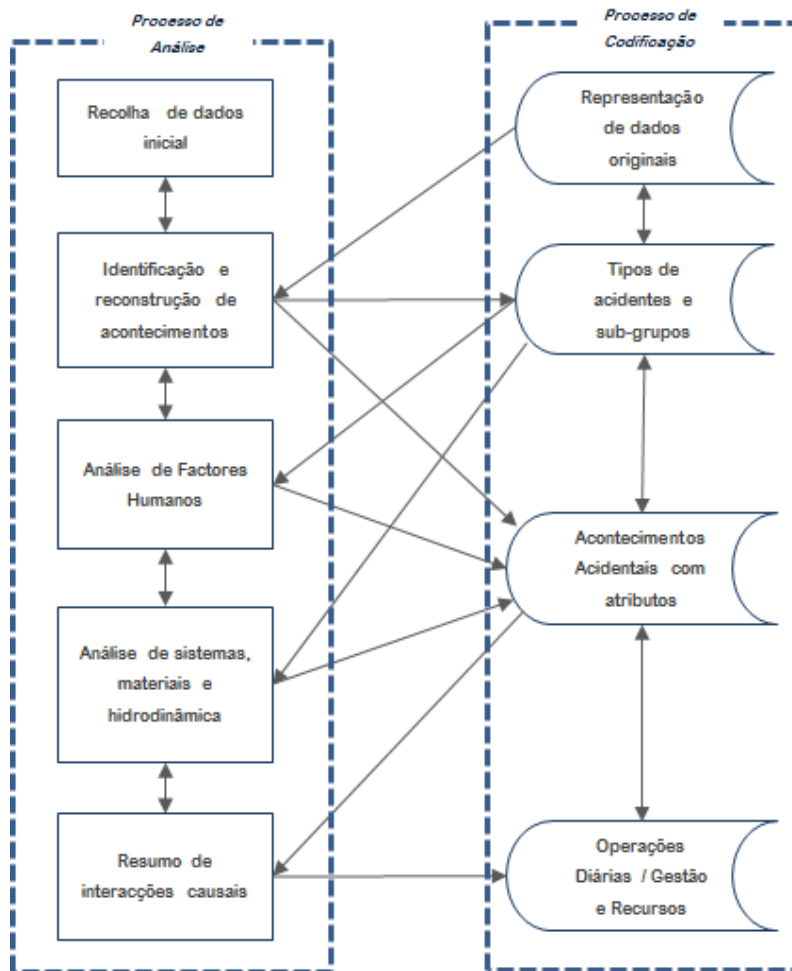 Processo de
Análise
Recolha de dados
inicial
Identificação e
reconstrução de
acontecimentos
Análise de Factores
Humanos
Análise de sistemas,
materiais e
hidrodinâmica
Resumo de
interacções causais
Processo de
Codificação
Representação
de dados
originais
Tipos de
acidentes e
sub-grupos
Acontecimentos
Acidentais com
atributos
Operações
Diárias / Gestão
e Recursos